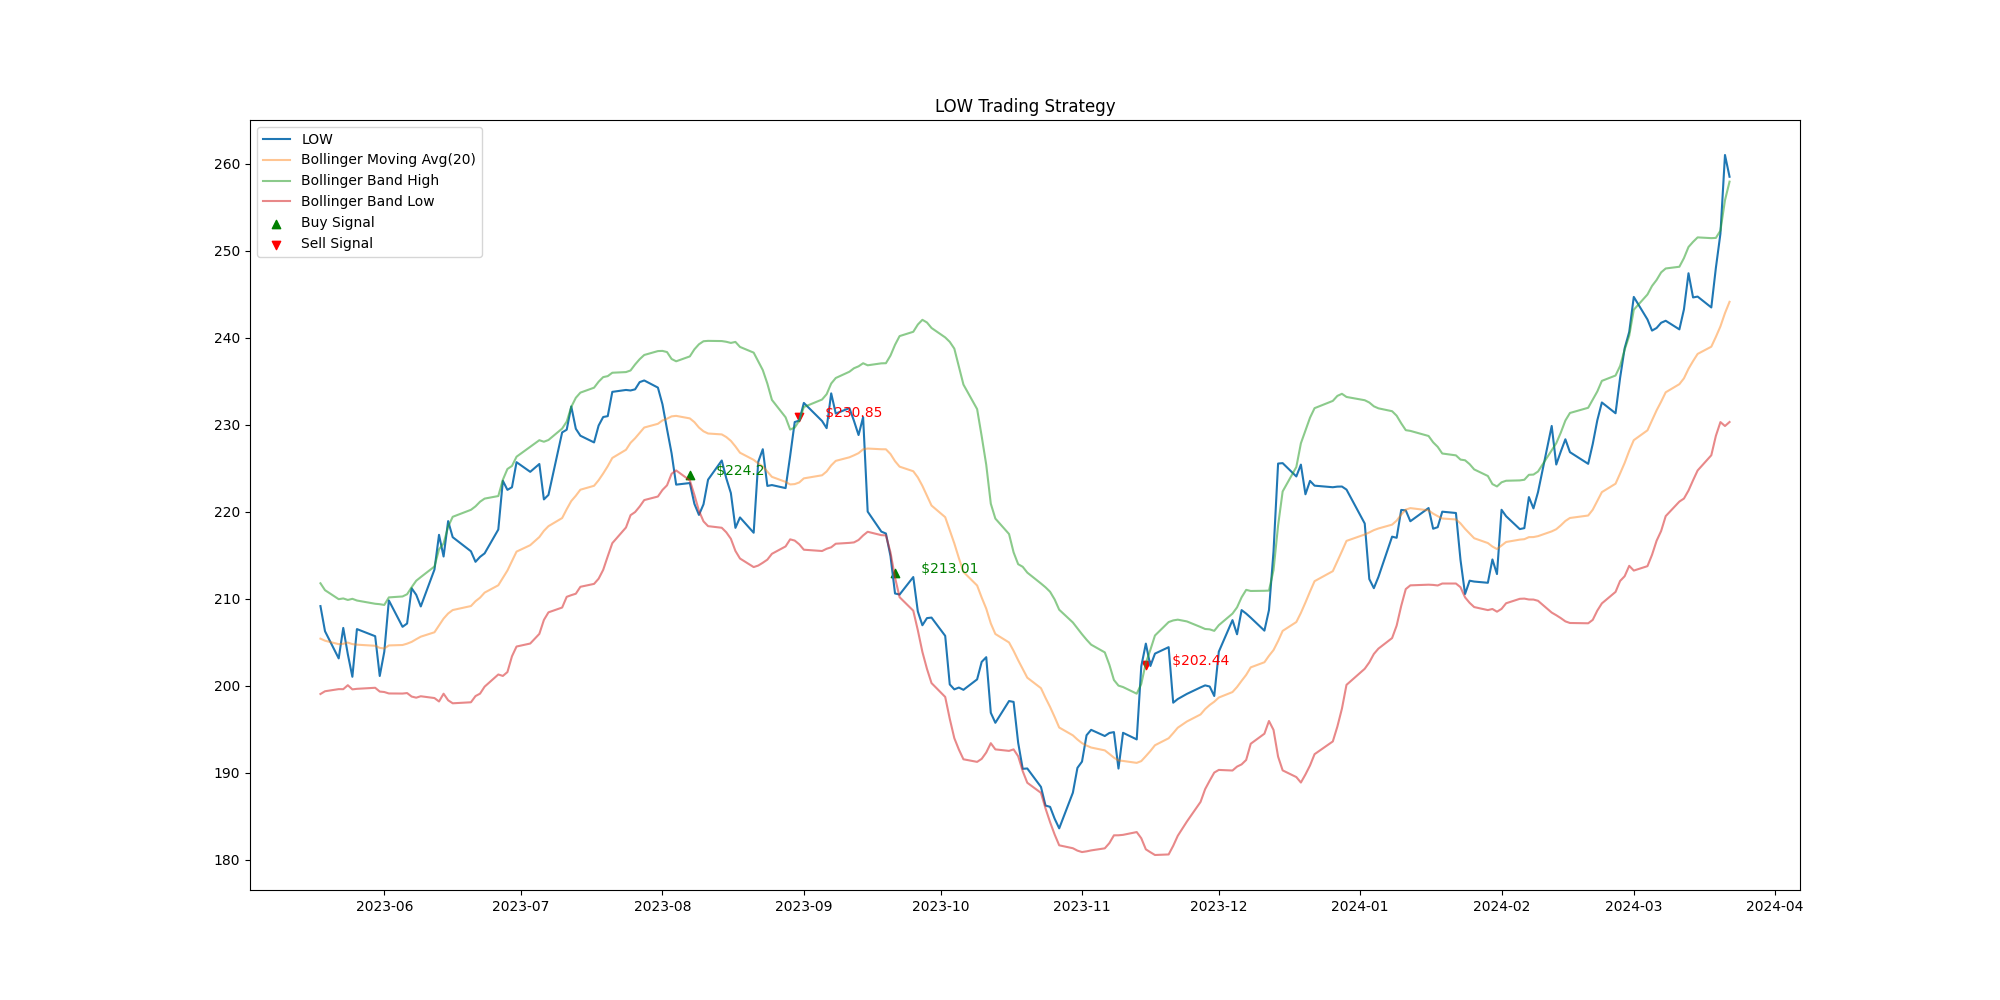 LOW Trading Strategy
LOW
Bollinger Moving Avg(20)
Bollinger Band High
Bollinger Band Low
Buy Signal
Sell Signal
260
250
240
230
220
210
200
190
180
$230.85
$224.2
$213.01
$202.44
2023-06 2023-07 2023-08 2023-09 2023-10 2023-11 2023-12 2024-01 2024-02 2024-03 2024-04